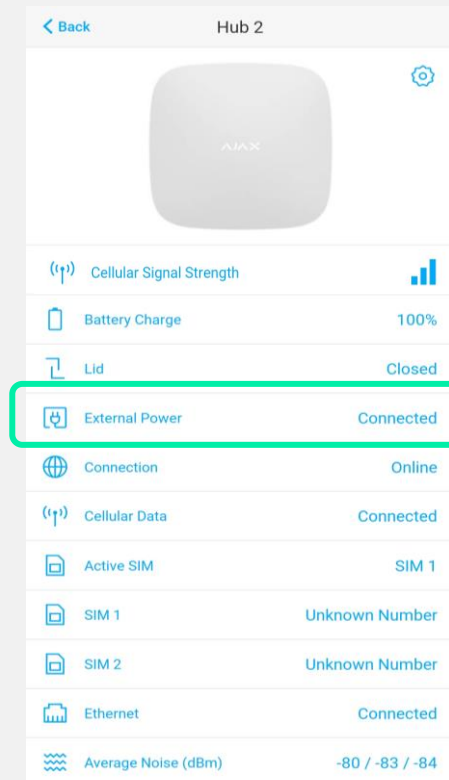 Back Hub 2
AJAX
Cellular Signal Strength
Battery Charge 100%
Lid Closed
External Power Connected
Connection Online
Cellular Data Connected
Active SIM SIM 1
SIM 1 Unknown Number
SIM 2 Unknown Number
Ethernet Connected
Average Noise (dBm) -80 / -83 / -84